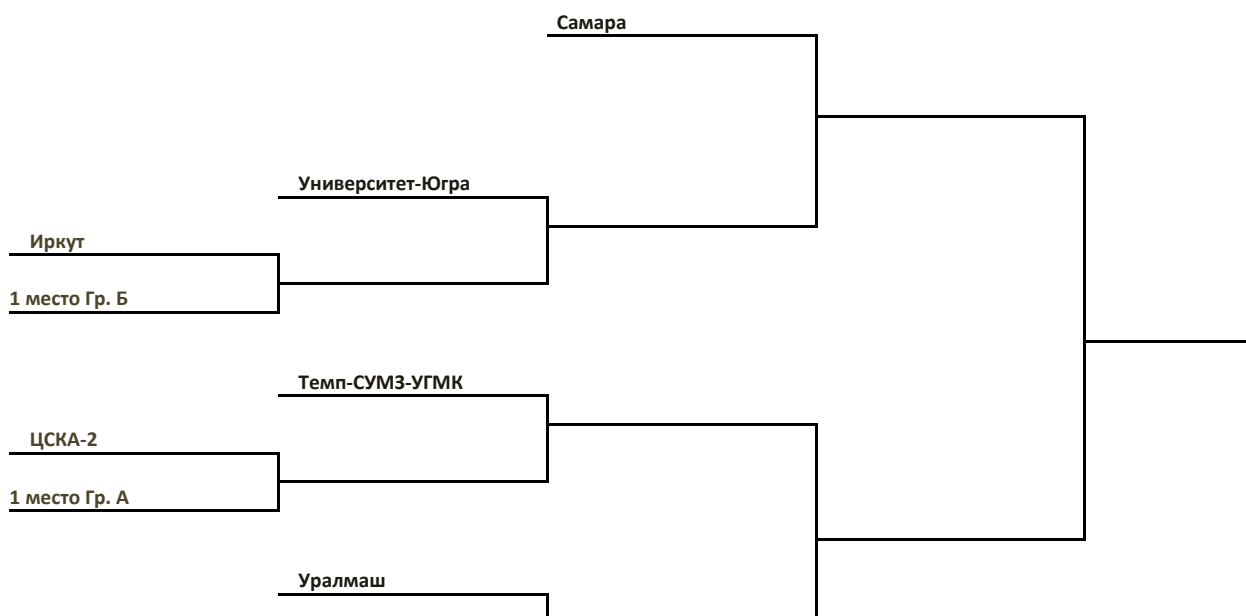 Самара
Университет-Югра
Иркут
1 место Гр. Б
Темп-СУМЗ-УГМК
ЦСКА-2
1 место Гр. А
Уралмаш